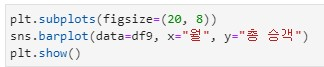 plt.subplots(figsize=(20, 8))
sns.barplot(data=df9, x="월", y="총 승객")
plt.show()